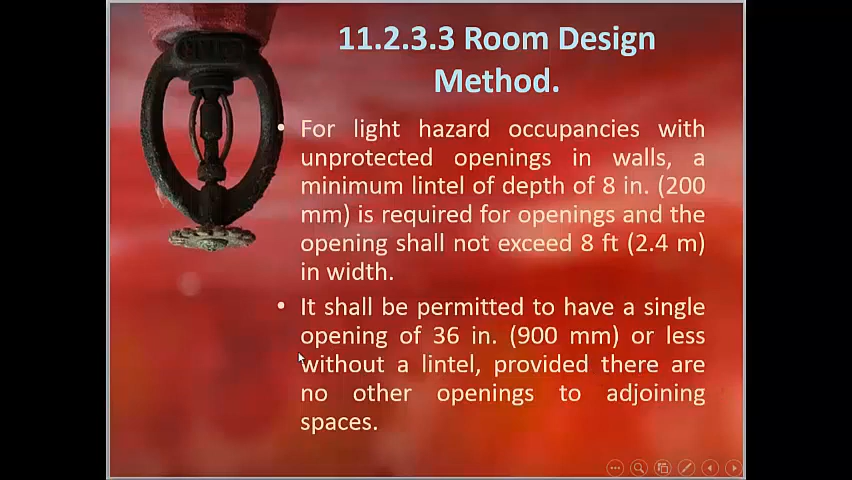 11.2.3.3 Room Design
Method.
• For light hazard occupancies with
unprotected openings in walls, a
minimum lintel of depth of 8 in. (200
mm) is required for openings and the
opening shall not exceed 8 ft (2.4 m)
in width.
• It shall be permitted to have a single
opening of 36 in. (900 mm) or less
without a lintel, provided there are
no other openings to adjoining
spaces.